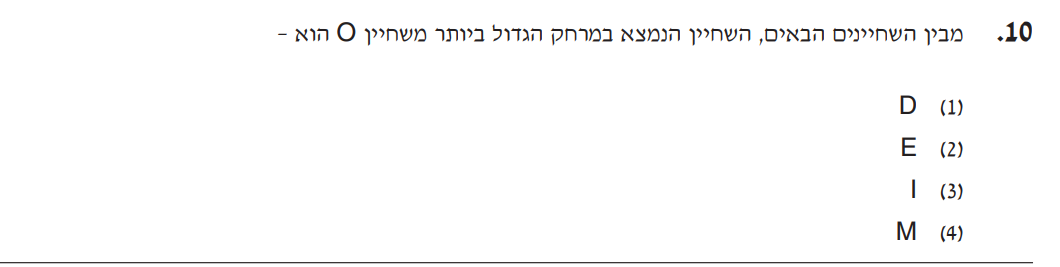 10. מבין השחיינים הבאים, השחיין הנמצא במרחק הגדול ביותר משחיין O הוא -
(1) D
(2) E
(3) I
(4) M